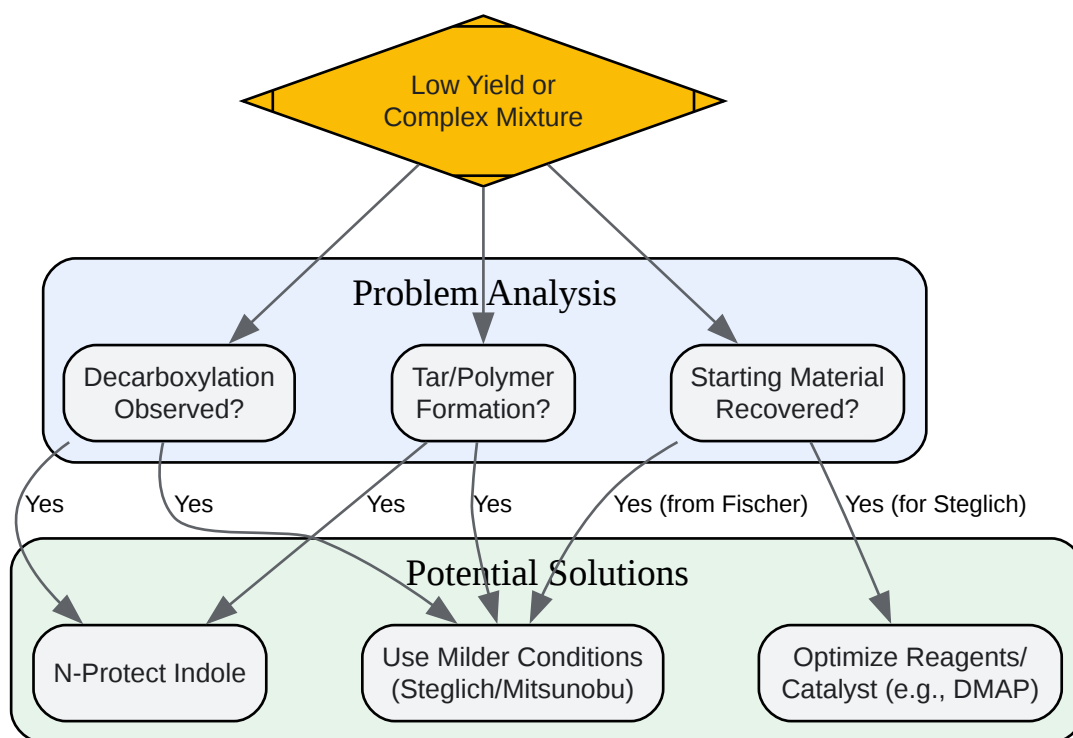 Low Yield or
Complex Mixture
Problem Analysis
Decarboxylation
Observed?
Tar/Polymer
Formation?
Starting Material
Recovered?
Yes
Yes
Yes
Yes
Yes (from Fischer)
Yes (for Steglich)
Potential Solutions
N-Protect Indole
Use Milder Conditions
(Steglich/Mitsunobu)
Optimize Reagents/
Catalyst (e.g., DMAP)